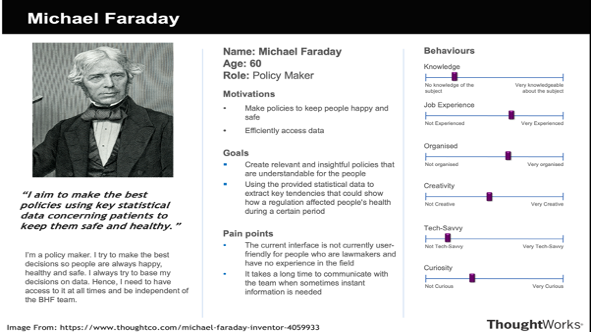 Michael Faraday
"I aim to make the best
policies using key statistical
data concerning patients to
keep them safe and healthy. "
I'm a policy maker. I try to make the best
decisions so people are always happy,
healthy and safe. I always try to base my
decisions on data. Hence, I need to have
access to it at all times and be independent of
the BHF team.
Name: Michael Faraday
Age: 60
Role: Policy Maker
Motivations
Make policies to keep people happy and
safe
Efficiently access data
Goals
Create relevant and insightful policies that
are understandable for the people
Using the provided statistical data to
extract key tendencies that could show
how a regulation affected people's health
during a certain period
Pain points
The current interface is not currently user-
friendly for people who are lawmakers and
have no experience in the field
It takes a long time to communicate with
the team when sometimes instant
information is needed
Behaviours
Knowledge
No knowledge of the
subject
Very knowledgeable
about the subject
Job Experience
Not Experienced
Very Experienced
Organised
Not organised
Very organised
Creativity
Not Creative
Very Creative
Tech-Savvy
Not Tech-Savvy
Very Tech-Savvy
Curiosity
Not Curious
Very Curious
Image From: https://www.thoughtco.com/michael-faraday-inventor-4059933
ThoughtWorks